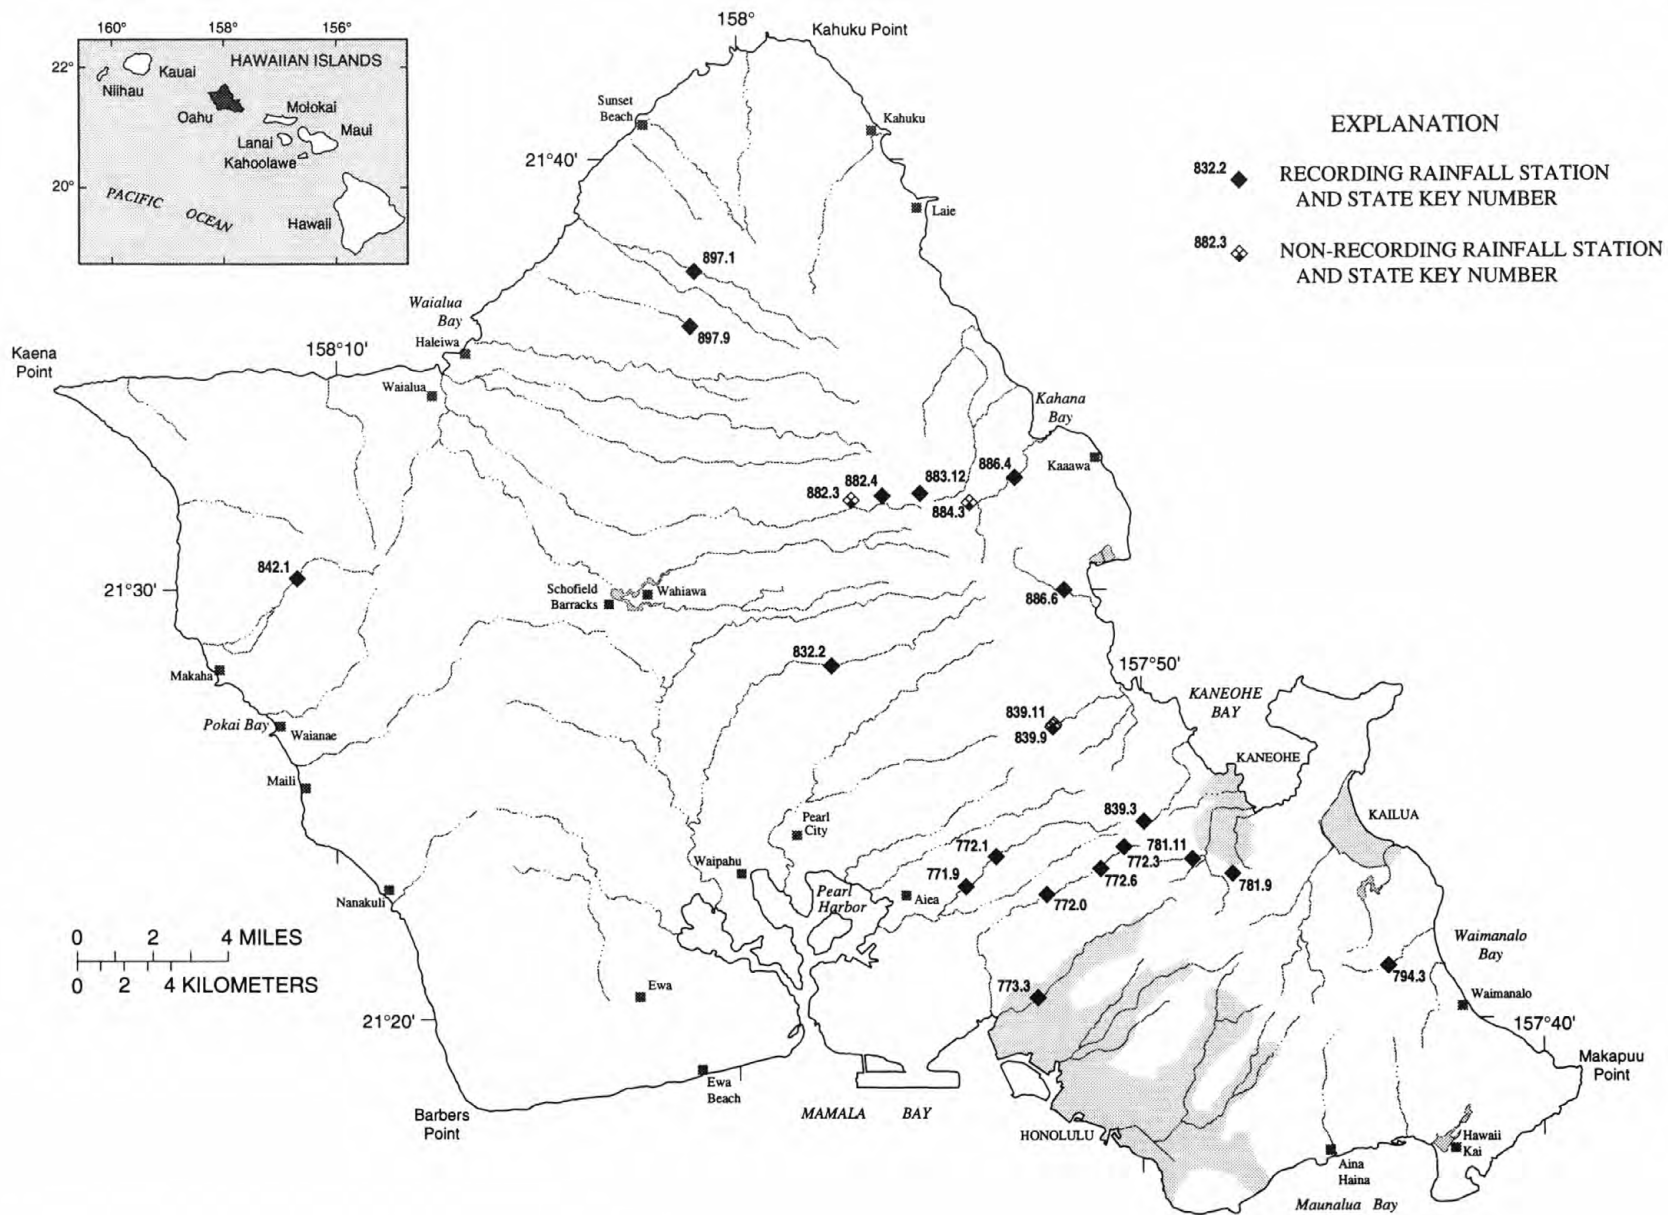 160°
158°
156°
22°
20°
HAWAIIAN ISLANDS
Kauai
Niihau
Oahu
Molokai
Lanai
Maui
Kahoolawe
Hawaii
PACIFIC OCEAN
158°
Kahuku Point
Sunset
Beach
Kahuku
21°40'
Laie
EXPLANATION
832.2
RECORDING RAINFALL STATION
AND STATE KEY NUMBER
882.3
NON-RECORDING RAINFALL STATION
AND STATE KEY NUMBER
897.1
897.9
Waialua
Bay
Haleiwa
Kaena
Point
158°10'
Waialua
Kahana
Bay
Kaaawa
886.4
883.12
882.4
882.3
884.3
842.1
21°30'
Schofield
Barracks
Wahiawa
886.6
832.2
Makaha
157°50'
KANEOHE
BAY
Pokai Bay
Waianae
839.11
839.9
KANEOHE
Maili
839.3
KAILUA
Pearl
City
Waipahu
772.1
781.11
772.3
771.9
772.6
781.9
Nanakuli
Pearl
Harbor
Aiea
772.0
0 2 4 MILES
0 2 4 KILOMETERS
Waimanalo
Bay
794.3
Ewa
773.3
Waimanalo
21°20'
157°40'
Makapuu
Point
Ewa
Beach
Barbers
Point
MAMALA BAY
HONOLULU
Hawaii
Kai
Aina
Haina
Maunalua Bay